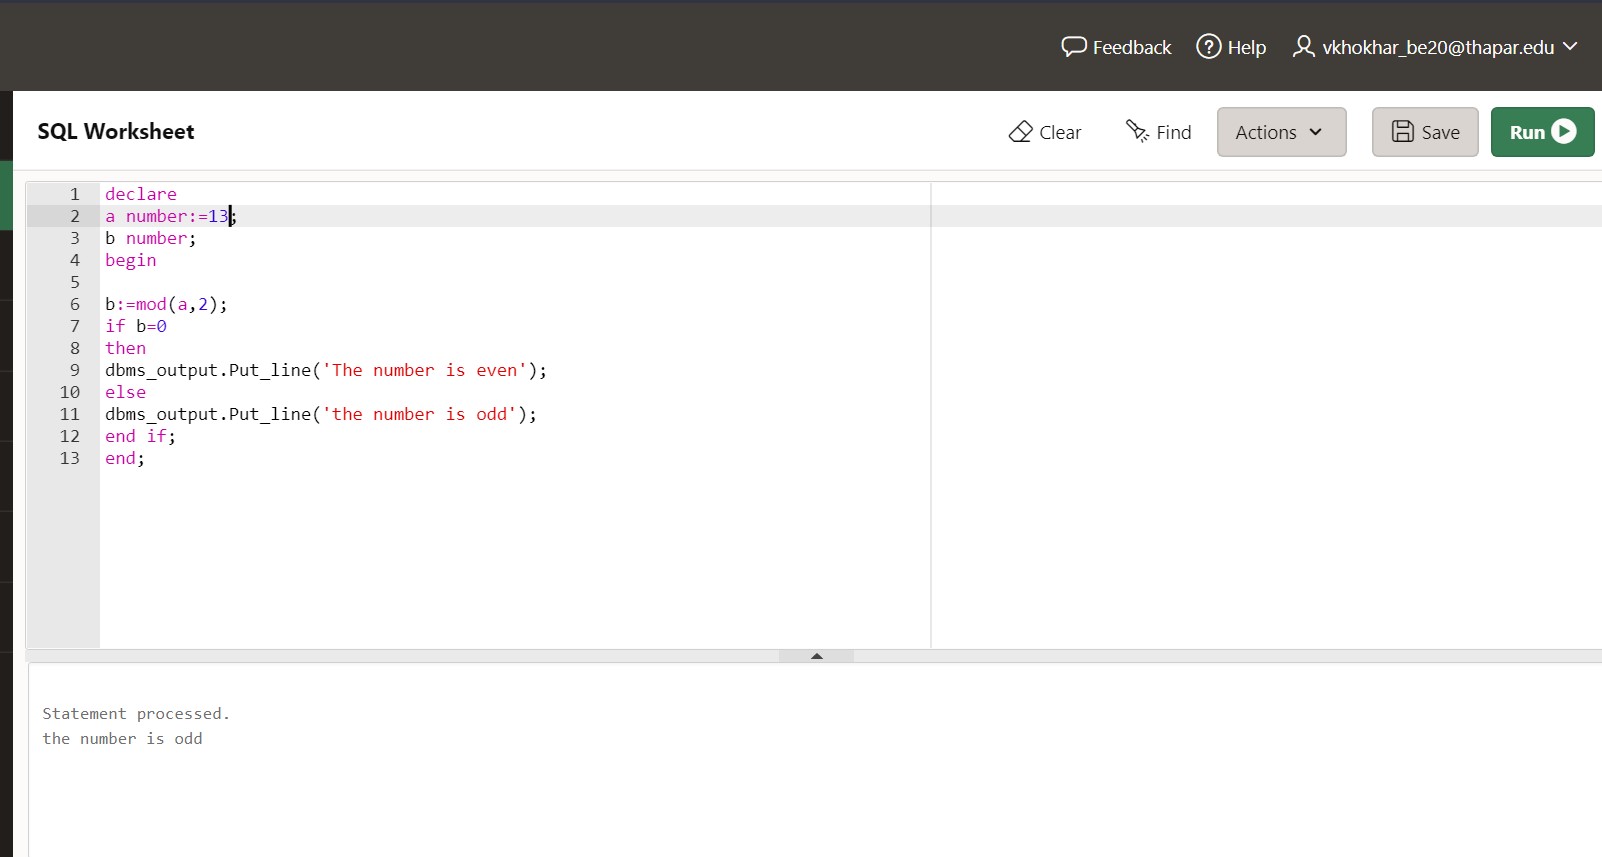 Feedback Help vkhokhar_be20@thapar.edu
SQL Worksheet Clear Find Actions Save Run
1 declare
2 a number:=13;
3 b number;
4 begin
5
6 b:=mod(a,2);
7 if b=0
8 then
9 dbms_output.Put_line('The number is even');
10 else
11 dbms_output.Put_line('the number is odd');
12 end if;
13 end;
Statement processed.
the number is odd